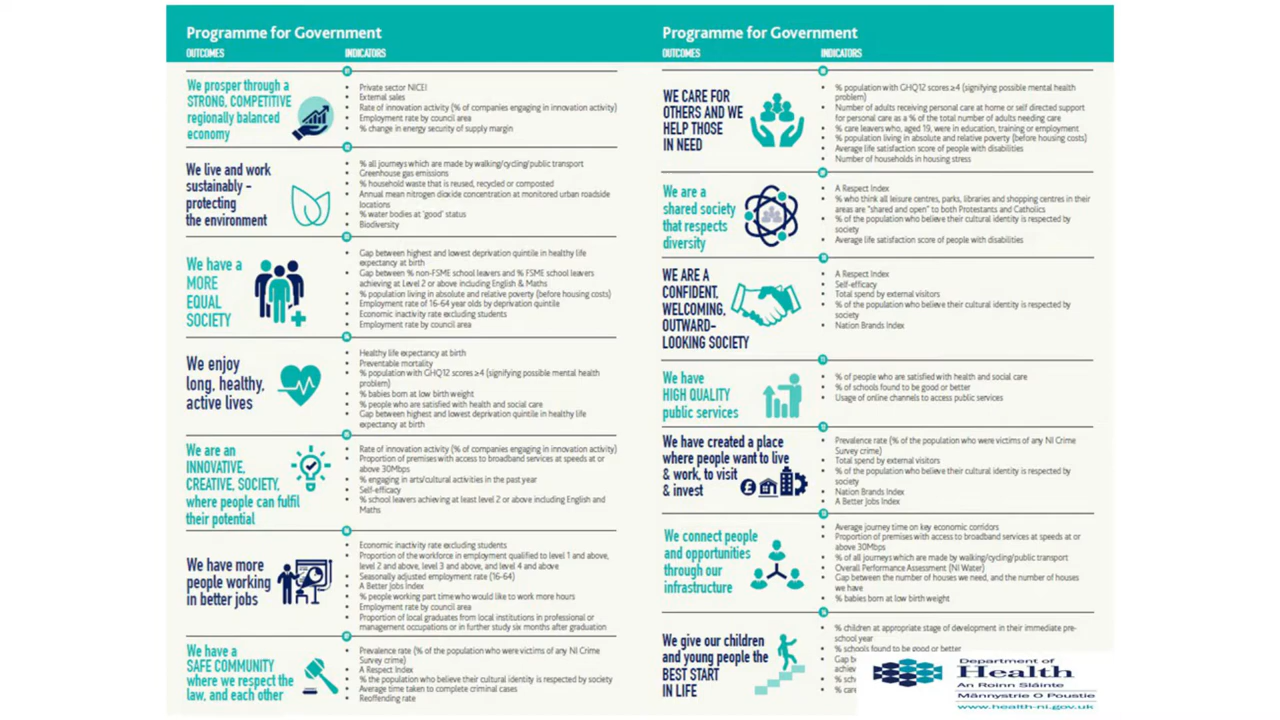 Programme for Government
OUTCOMES
INDICATORS
01
We prosper through a
STRONG, COMPETITIVE
regionally balanced
economy
• Private sector NICEI
• External sales
• Rate of innovation activity (% of companies engaging in innovation activity)
• Employment rate by council area
• % change in energy security of supply margin
02
We live and work
sustainably –
protecting
the environment
• % all journeys which are made by walking/cycling/public transport
• Greenhouse gas emissions
• % household waste that is reused, recycled or composted
• Annual mean nitrogen dioxide concentration at monitored urban roadside
locations
• % water bodies at 'good' status
• Biodiversity
03
We have a
MORE
EQUAL
SOCIETY
• Gap between highest and lowest deprivation quintile in healthy life
expectancy at birth
• Gap between % non-FSME school leavers and % FSME school leavers
achieving at Level 2 or above including English & Maths
• % population living in absolute and relative poverty (before housing costs)
• Employment rate of 16-64 year olds by deprivation quintile
• Economic inactivity rate excluding students
• Employment rate by council area
04
We enjoy
long, healthy,
active lives
• Healthy life expectancy at birth
• Preventable mortality
• % population with GHQ12 scores ≥4 (signifying possible mental health
problem)
• % babies born at low birth weight
• % people who are satisfied with health and social care
• Gap between highest and lowest deprivation quintile in healthy life
expectancy at birth
05
We are an
INNOVATIVE,
CREATIVE, SOCIETY,
where people can fulfil
their potential
• Rate of innovation activity (% of companies engaging in innovation activity)
• Proportion of premises with access to broadband services at speeds at or
above 30Mbps
• % engaging in arts/cultural activities in the past year
• Self-efficacy
• % school leavers achieving at least level 2 or above including English and
Maths
06
We have more
people working
in better jobs
• Economic inactivity rate excluding students
• Proportion of the workforce in employment qualified to level 1 and above,
level 2 and above, level 3 and above, and level 4 and above
• Seasonally adjusted employment rate (16-64)
• A Better Jobs Index
• % people working part time who would like to work more hours
• Employment rate by council area
• Proportion of local graduates from local institutions in professional or
management occupations or in further study six months after graduation
07
We have a
SAFE COMMUNITY
where we respect the
law, and each other
• Prevalence rate (% of the population who were victims of any NI Crime
Survey crime)
• A Respect Index
• % the population who believe their cultural identity is respected by society
• Average time taken to complete criminal cases
• Reoffending rate
Programme for Government
OUTCOMES
INDICATORS
08
WE CARE FOR
OTHERS AND WE
HELP THOSE
IN NEED
• % population with GHQ12 scores ≥4 (signifying possible mental health
problem)
• Number of adults receiving personal care at home or self directed support
for personal care as a % of the total number of adults needing care
• % care leavers who, aged 19, were in education, training or employment
• % population living in absolute and relative poverty (before housing costs)
• Average life satisfaction score of people with disabilities
• Number of households in housing stress
09
We are a
shared society
that respects
diversity
• A Respect Index
• % who think all leisure centres, parks, libraries and shopping centres in their
areas are "shared and open" to both Protestants and Catholics
• % of the population who believe their cultural identity is respected by
society
• Average life satisfaction score of people with disabilities
10
WE ARE A
CONFIDENT,
WELCOMING,
OUTWARD-
LOOKING SOCIETY
• A Respect Index
• Self-efficacy
• Total spend by external visitors
• % of the population who believe their cultural identity is respected by
society
• Nation Brands Index
11
We have
HIGH QUALITY
public services
• % of people who are satisfied with health and social care
• % of schools found to be good or better
• Usage of online channels to access public services
12
We have created a place
where people want to live
& work, to visit
& invest
• Prevalence rate (% of the population who were victims of any NI Crime
Survey crime)
• Total spend by external visitors
• % of the population who believe their cultural identity is respected by
society
• Nation Brands Index
• A Better Jobs Index
13
We connect people
and opportunities
through our
infrastructure
• Average journey time on key economic corridors
• Proportion of premises with access to broadband services at speeds at or
above 30Mbps
• % of all journeys which are made by walking/cycling/public transport
• Overall Performance Assessment (NI Water)
• Gap between the number of houses we need, and the number of houses
we have
• % babies born at low birth weight
14
We give our children
and young people the
BEST START
IN LIFE
• % children at appropriate stage of development in their immediate pre-
school year
• % schools found to be good or better
• Gap
Department of
Health
An Roinn Sláinte
Männystrie O Poustie
www.health-ni.gov.uk